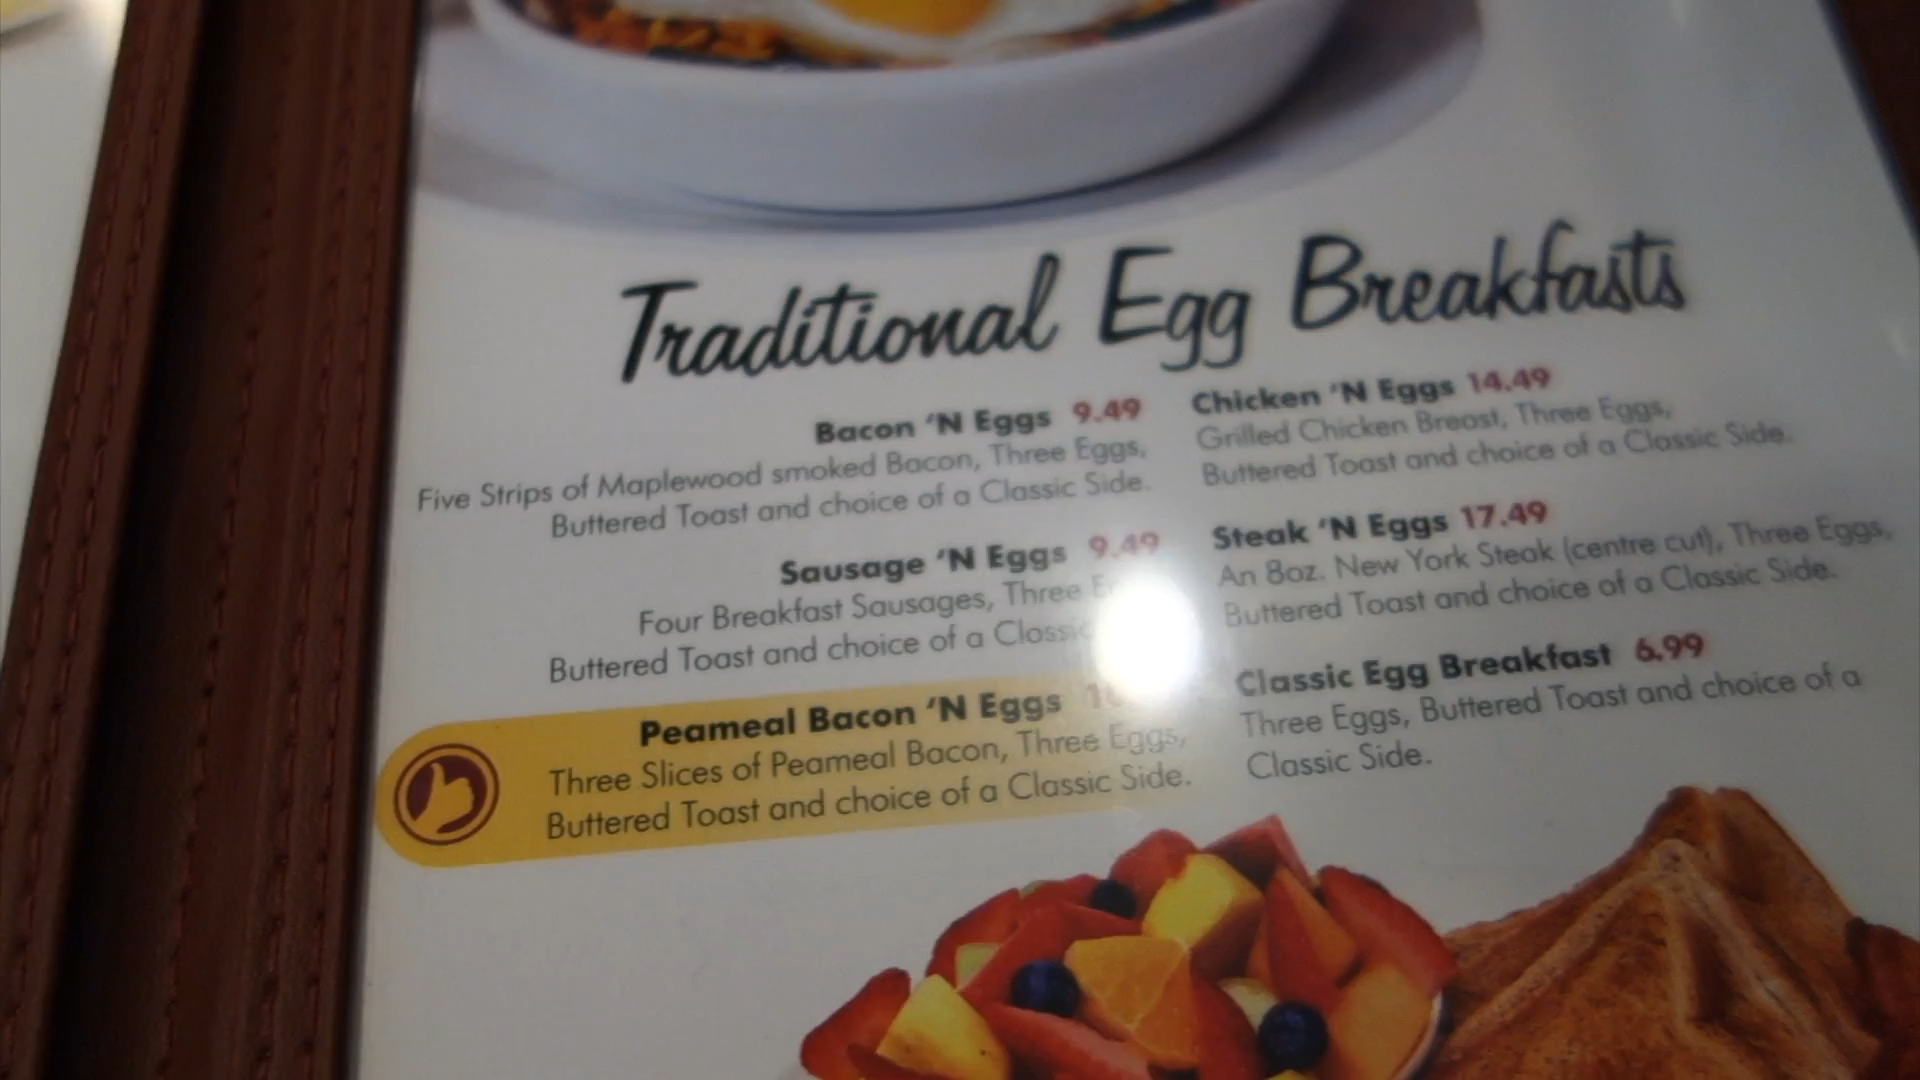 Traditional Egg Breakfasts
Bacon 'N Eggs 9.49
Five Strips of Maplewood smoked Bacon, Three Eggs,
Buttered Toast and choice of a Classic Side.
Sausage 'N Eggs 9.49
Four Breakfast Sausages, Three
Buttered Toast and choice of a
Peameal Bacon 'N Eggs
Three Slices of Peameal Bacon, Three Eggs,
Buttered Toast and choice of a Classic Side.
Chicken 'N Eggs 14.49
Grilled Chicken Breast, Three Eggs,
Buttered Toast and choice of a Classic Side.
Steak 'N Eggs 17.49
An 8oz. New York Steak (centre cut), Three Eggs,
Buttered Toast and choice of a Classic Side.
Classic Egg Breakfast 6.99
Three Eggs, Buttered Toast and choice of a
Classic Side.